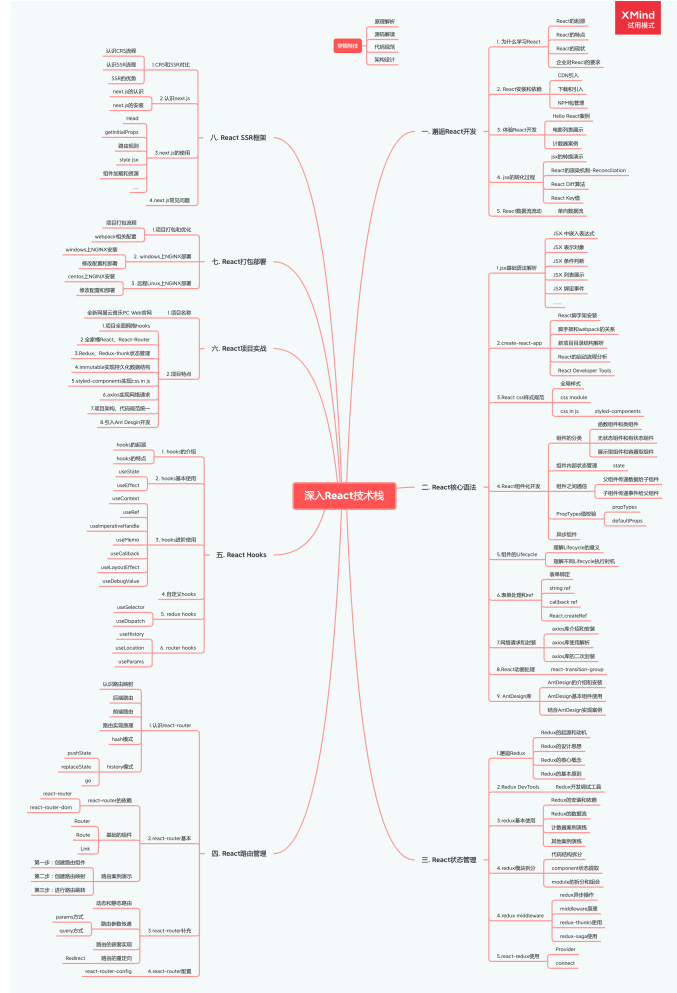 XMind
试用模式
原理解析
源码解读
代码规范
架构设计
深入React技术栈
一. 邂逅React开发
1. 为什么学习React
React的起源
React的特点
React的现状
企业对React的要求
2. React安装和依赖
CDN引入
下载和引入
NPM包管理
3. 体验React开发
Hello React案例
电影列表展示
计数器案例
4. jsx的转化过程
jsx的转换演示
React的渲染机制-Reconciliation
React Diff算法
React Key值
5. React数据流流动
单向数据流
二. React核心语法
1.jsx基础语法解析
JSX 中嵌入表达式
JSX 表示对象
JSX 条件判断
JSX 列表展示
JSX 绑定事件
......
2.create-react-app
React脚手架安装
脚手架和webpack的关系
新项目目录结构解析
React的启动流程分析
React Developer Tools
3.React css样式规范
全局样式
css module
css in js
styled-components
4.React组件化开发
组件的分类
函数组件和类组件
无状态组件和有状态组件
展示型组件和容器型组件
组件内部状态管理
state
组件之间通信
父组件传递数据给子组件
子组件传递事件给父组件
PropTypes值校验
propTypes
defaultProps
异步组件
5.组件的Lifecycle
理解Lifecycle的意义
理解不同Lifecycle执行时机
6.表单处理和ref
表单绑定
string ref
callback ref
React.createRef
7.网络请求和封装
axios库介绍和安装
axios库使用解析
axios库的二次封装
8.React动画处理
react-transition-group
9. AntDesign库
AntDesign的介绍和安装
AntDesign基本组件使用
结合AntDesign实现案例
三. React状态管理
1.邂逅Redux
Redux的起源和动机
Redux的设计思想
Redux的核心概念
Redux的基本原则
2.Redux DevTools
Redux开发调试工具
3.redux基本使用
Redux的安装和依赖
Redux的数据流
计数器案例演练
其他案例演练
4.redux模块拆分
代码结构拆分
component状态提取
module的拆分和组合
4.redux middleware
redux异步操作
middleware原理
redux-thunks使用
redux-saga使用
5.react-redux使用
Provider
connect
八. React SSR框架
1.CRS和SSR对比
认识CRS流程
认识SSR流程
SSR的优势
2.认识next.js
next.js的认识
next.js的安装
3.next.js的使用
Head
getInitialProps
路由规则
style jsx
组件加载和资源
....
4.next.js常见问题
七. React打包部署
1.项目打包和优化
项目打包流程
webpack相关配置
2. windows上NGINX部署
windows上NGINX安装
修改配置和部署
3. 远程Linux上NGINX部署
centos上NGINX安装
修改配置和部署
六. React项目实战
1.项目名称
全新网易云音乐PC Web官网
2.项目特点
1.项目全面拥抱hooks
2.全家桶React、React-Router
3.Redux、Redux-thunk状态管理
4.Immutable实现持久化数据结构
5.styled-components实现css in js
6.axios实现网络请求
7.项目架构、代码规范统一
8.引入Ant Desgin开发
五. React Hooks
1. hooks的介绍
hooks的起源
hooks的特点
2. hooks基本使用
useState
useEffect
3. hooks进阶使用
useContext
useRef
useImperativeHandle
useMemo
useCallback
useLayoutEffect
useDebugValue
4.自定义hooks
5. redux hooks
useSelector
useDispatch
6. router hooks
useHistory
useLocation
useParams
四. React路由管理
1.认识react-router
认识路由映射
后端路由
前端路由
路由实现原理
hash模式
history模式
pushState
replaceState
go
2.react-router基本
react-router的依赖
react-router
react-router-dom
基础的组件
Router
Route
Link
路由案例演示
第一步：创建路由组件
第二步：创建路由映射
第三步：进行路由跳转
3.react-router补充
动态和静态路由
路由参数传递
params方式
query方式
路由的嵌套实现
路由的重定向
Redirect
4.react-router配置
react-router-config